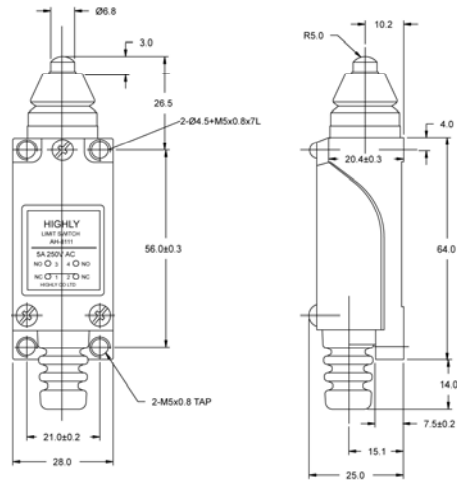 Ø6.8
3.0
26.5
2-Ø4.5+M5x0.8x7L
HIGHLY
LIMIT SWITCH
AH-8111
5A 250V AC
NO 3 4 NO
NC 1 2 NC
HIGHLY CO LTD
56.0±0.3
2-M5x0.8 TAP
21.0±0.2
28.0
10.2
R5.0
4.0
20.4±0.3
64.0
14.0
7.5±0.2
15.1
25.0